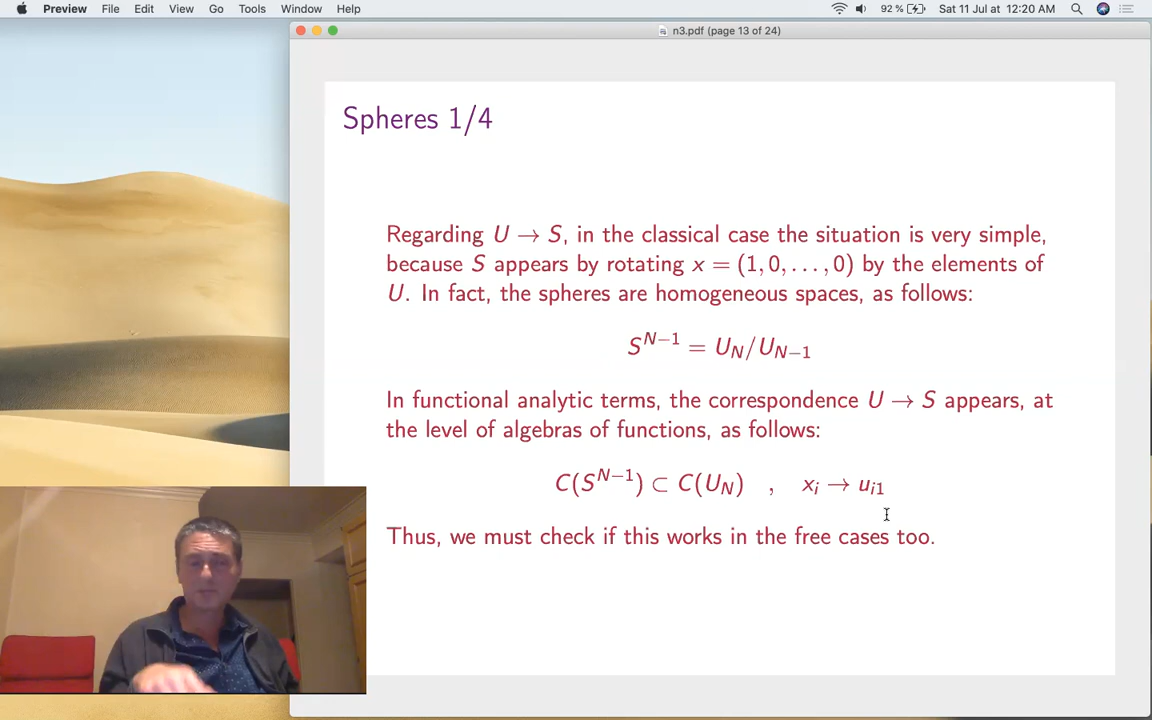 Preview File Edit View Go Tools Window Help 92 % Sat 11 Jul at 12:20 AM
n3.pdf (page 13 of 24)
Spheres 1/4
Regarding U → S, in the classical case the situation is very simple,
because S appears by rotating x = (1, 0, . . . , 0) by the elements of
U. In fact, the spheres are homogeneous spaces, as follows:
S^{N−1} = U_N/U_{N−1}
In functional analytic terms, the correspondence U → S appears, at
the level of algebras of functions, as follows:
C(S^{N−1}) ⊂ C(U_N) , x_i → u_{i1}
Thus, we must check if this works in the free cases too.